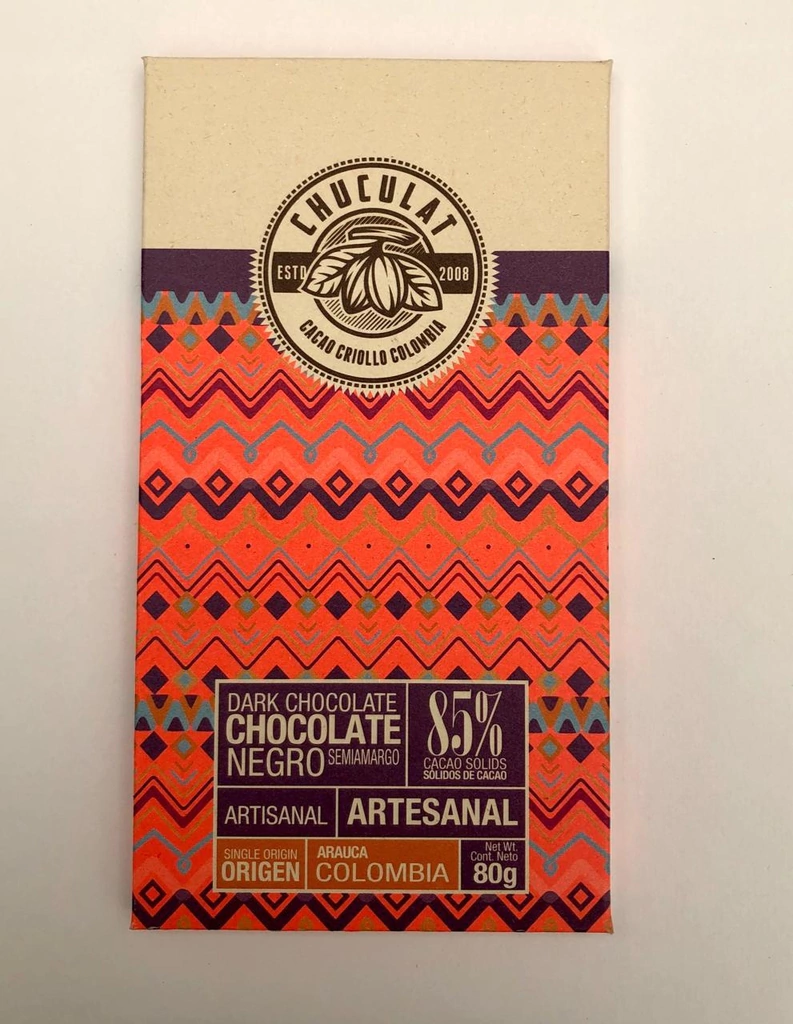 CHUCULAT
ESTD 2008
CACAO CRIOLLO COLOMBIA
DARK CHOCOLATE
CHOCOLATE
NEGRO SEMIAMARGO
85%
CACAO SOLIDS
SÓLIDOS DE CACAO
ARTISANAL ARTESANAL
SINGLE ORIGIN
ORIGEN
ARAUCA
COLOMBIA
Net Wt.
Cont. Neto
80g